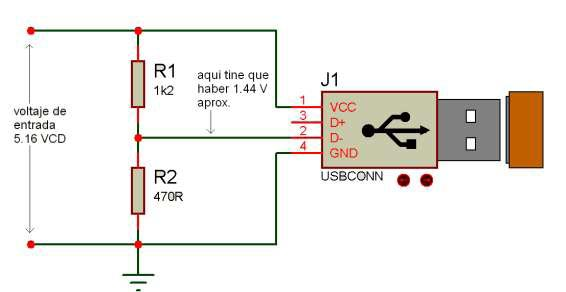 R1
1k2
aqui tine que
haber 1.44 V
aprox.
J1
voltaje de
entrada
5.16 VCD
1
VCC
3
D+
2
D-
4
GND
R2
470R
USBCONN